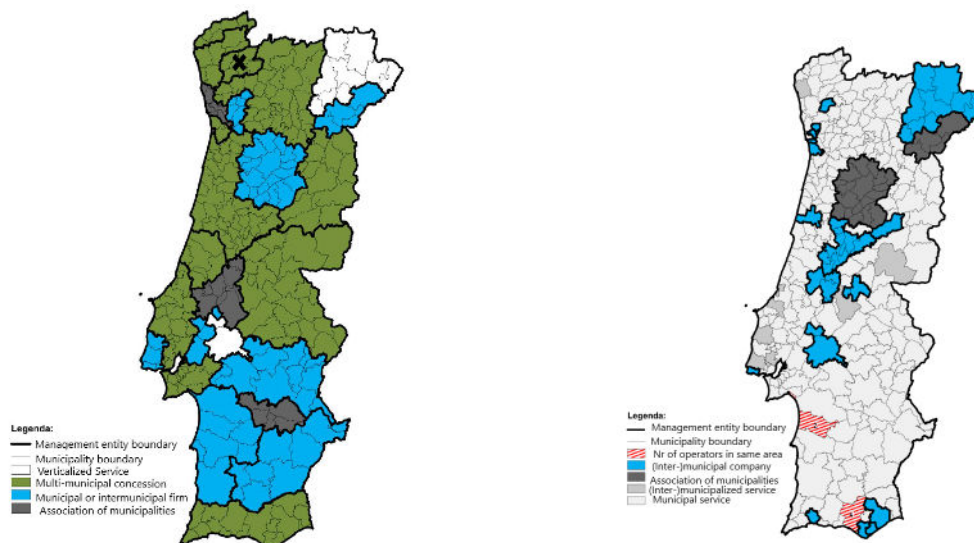 Legenda:
Management entity boundary
Municipality boundary
Verticalized Service
Multi-municipal concession
Municipal or intermunicipal firm
Association of municipalities
Legenda:
Management entity boundary
Municipality boundary
Nr of operators in same area
(Inter-)municipal company
Association of municipalities
(Inter-)municipalized service
Municipal service